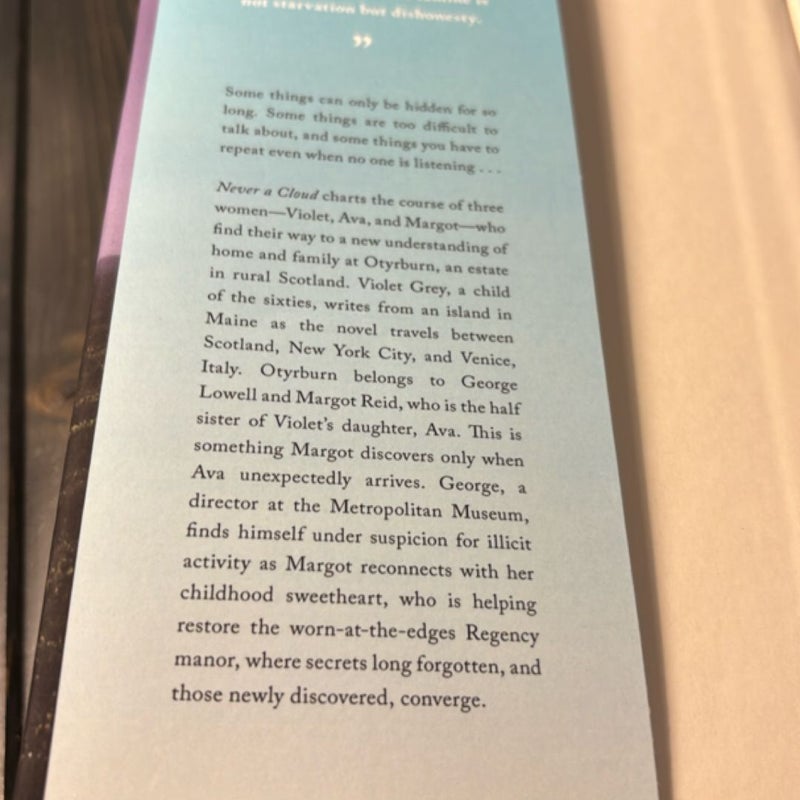 not starvation but dishonesty.
”
Some things can only be hidden for so
long. Some things are too difficult to
talk about, and some things you have to
repeat even when no one is listening . . .
Never a Cloud charts the course of three
women—Violet, Ava, and Margot—who
find their way to a new understanding of
home and family at Otyrburn, an estate
in rural Scotland. Violet Grey, a child
of the sixties, writes from an island in
Maine as the novel travels between
Scotland, New York City, and Venice,
Italy. Otyrburn belongs to George
Lowell and Margot Reid, who is the half
sister of Violet’s daughter, Ava. This is
something Margot discovers only when
Ava unexpectedly arrives. George, a
director at the Metropolitan Museum,
finds himself under suspicion for illicit
activity as Margot reconnects with her
childhood sweetheart, who is helping
restore the worn-at-the-edges Regency
manor, where secrets long forgotten, and
those newly discovered, converge.